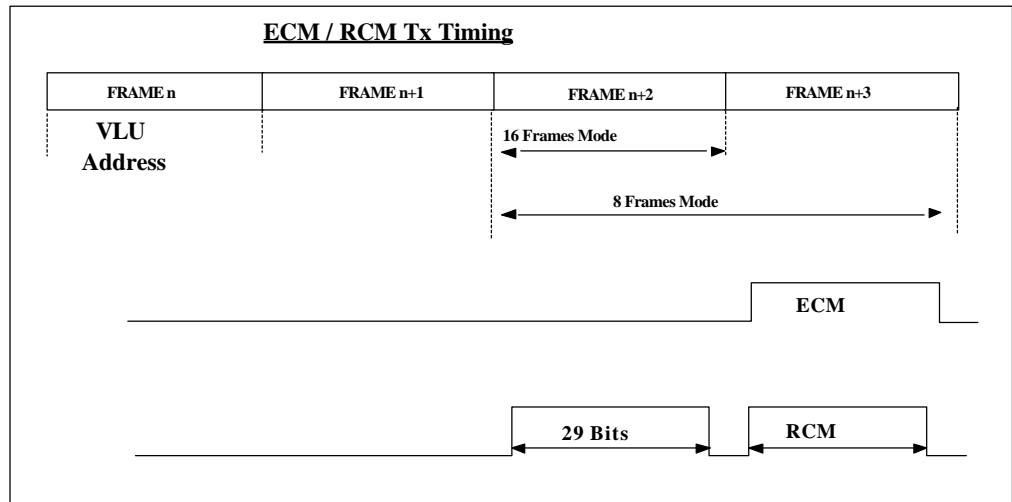 ECM / RCM Tx Timing
FRAME n FRAME n+1 FRAME n+2 FRAME n+3
VLU
Address
16 Frames Mode
8 Frames Mode
ECM
29 Bits RCM